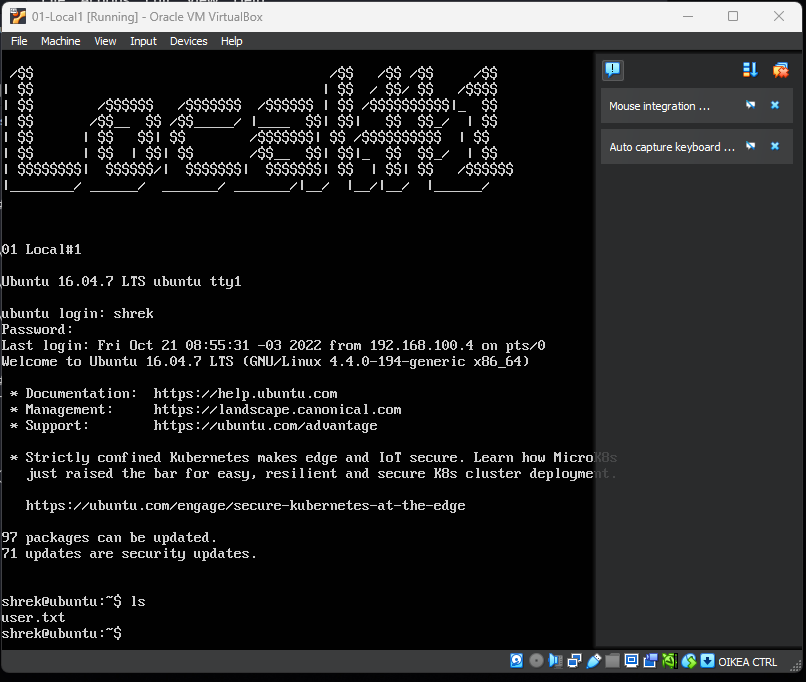 01-Local1 [Running] - Oracle VM VirtualBox
File Machine View Input Devices Help
Local#1
Mouse integration ...
Auto capture keyboard ...
01 Local#1
Ubuntu 16.04.7 LTS ubuntu tty1
ubuntu login: shrek
Password:
Last login: Fri Oct 21 08:55:31 -03 2022 from 192.168.100.4 on pts/0
Welcome to Ubuntu 16.04.7 LTS (GNU/Linux 4.4.0-194-generic x86_64)
* Documentation: https://help.ubuntu.com
* Management: https://landscape.canonical.com
* Support: https://ubuntu.com/advantage
* Strictly confined Kubernetes makes edge and IoT secure. Learn how MicroK8s
just raised the bar for easy, resilient and secure K8s cluster deployment.
https://ubuntu.com/engage/secure-kubernetes-at-the-edge
97 packages can be updated.
71 updates are security updates.
shrek@ubuntu:~$ ls
user.txt
shrek@ubuntu:~$
OIKEA CTRL